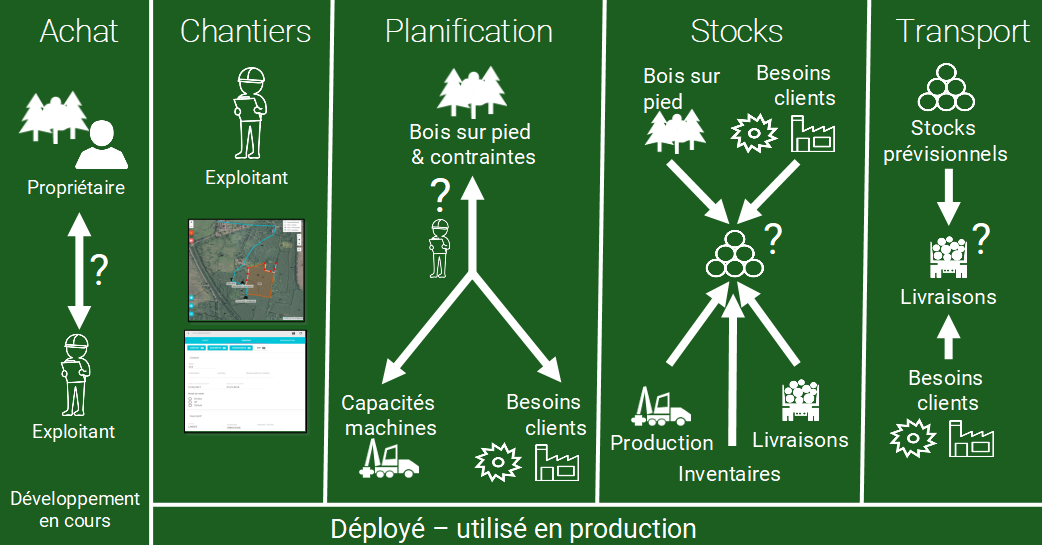 Achat
Propriétaire
?
Exploitant
Développement
en cours
Chantiers
Exploitant
Planification
Bois sur pied
& contraintes
?
Capacités
machines
Besoins
clients
Stocks
Bois sur
pied
Besoins
clients
?
Production
Livraisons
Inventaires
Transport
Stocks
prévisionnels
?
Livraisons
Besoins
clients
Déployé – utilisé en production